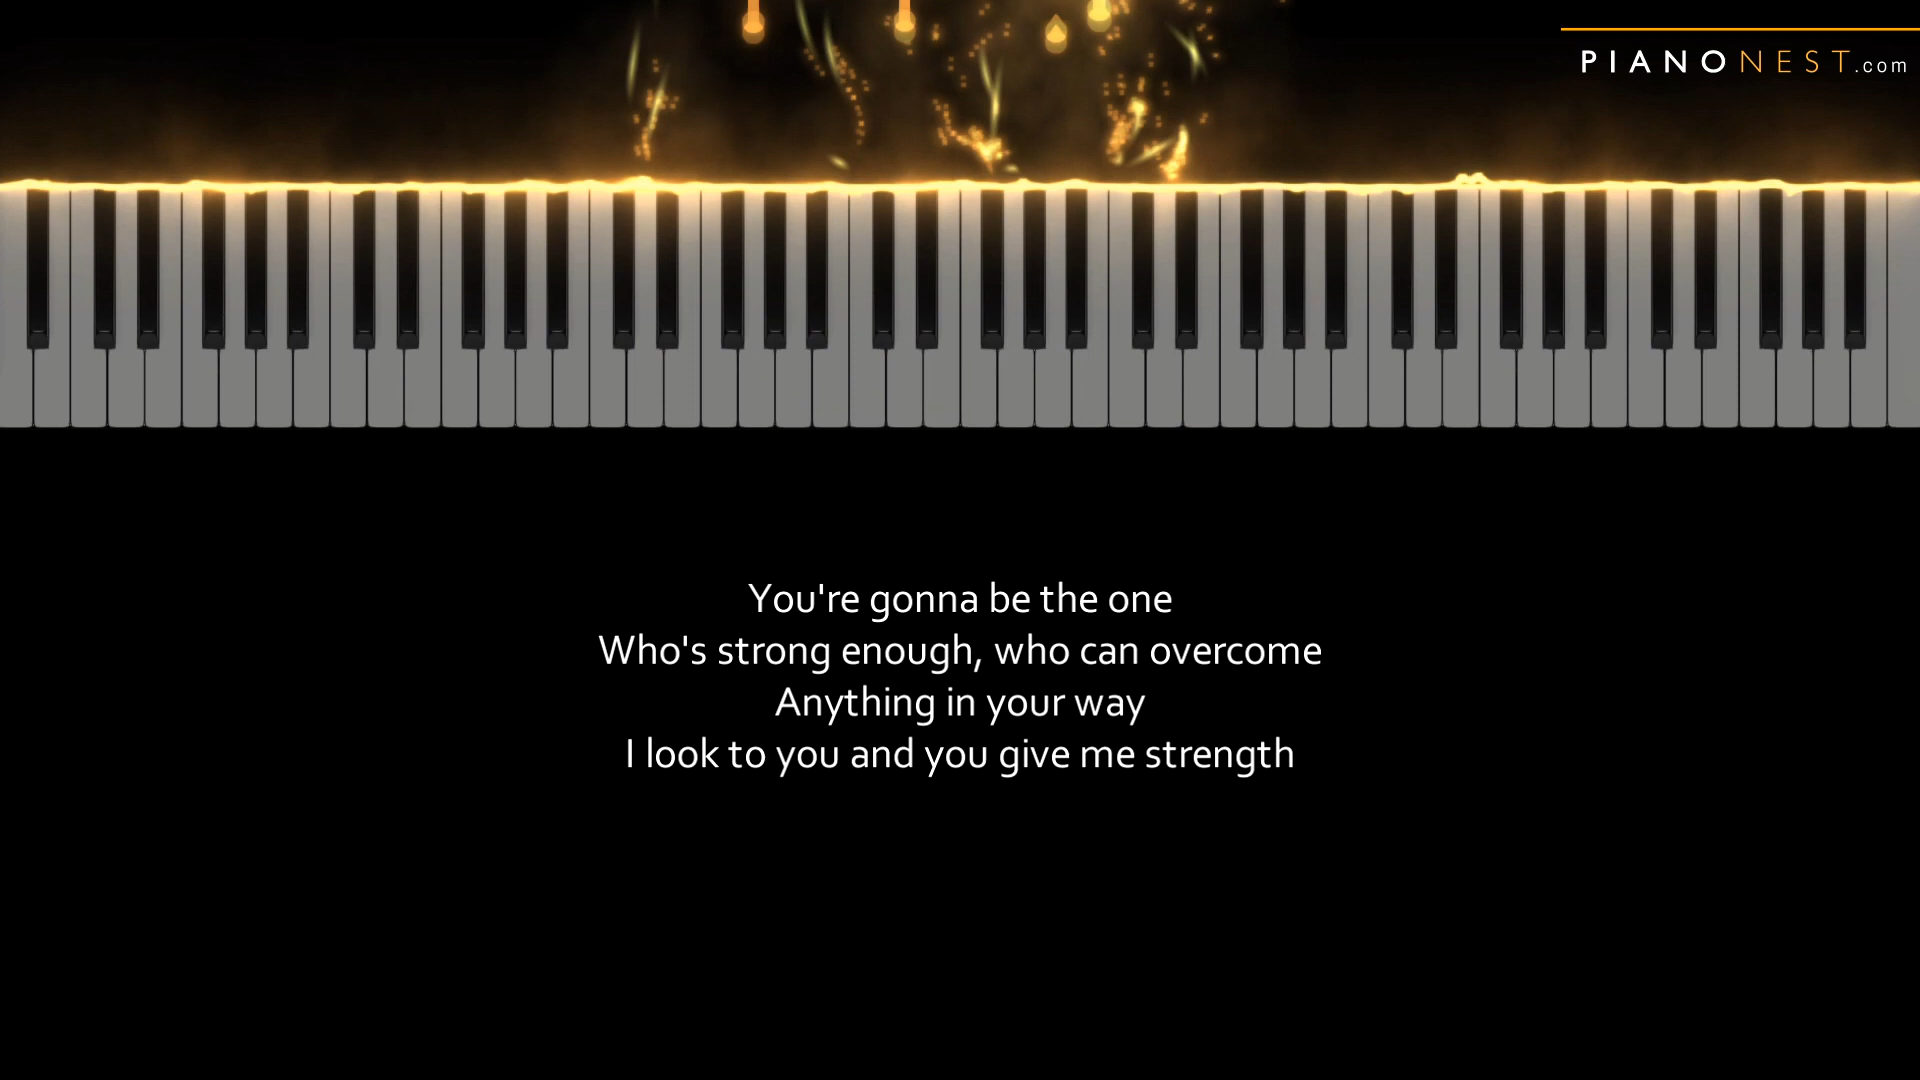 PIANONEST.com
You're gonna be the one
Who's strong enough, who can overcome
Anything in your way
I look to you and you give me strength